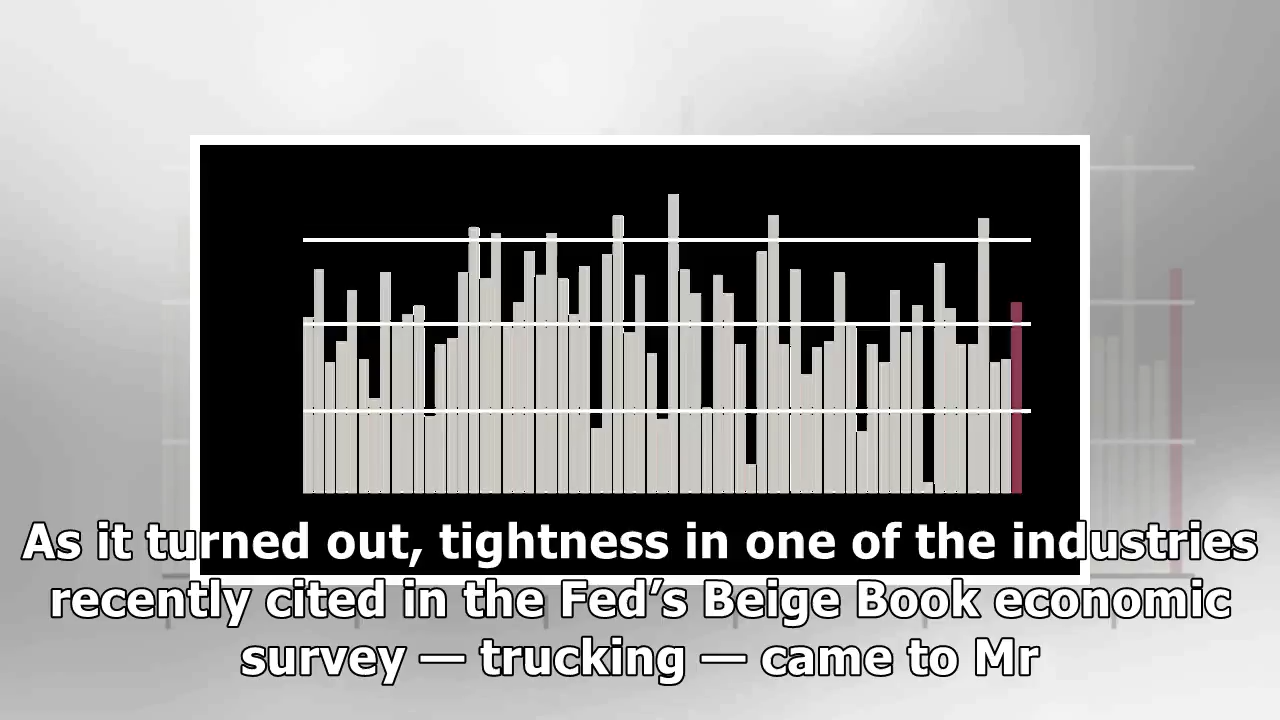 As it turned out, tightness in one of the industries
recently cited in the Fed’s Beige Book economic
survey — trucking — came to Mr